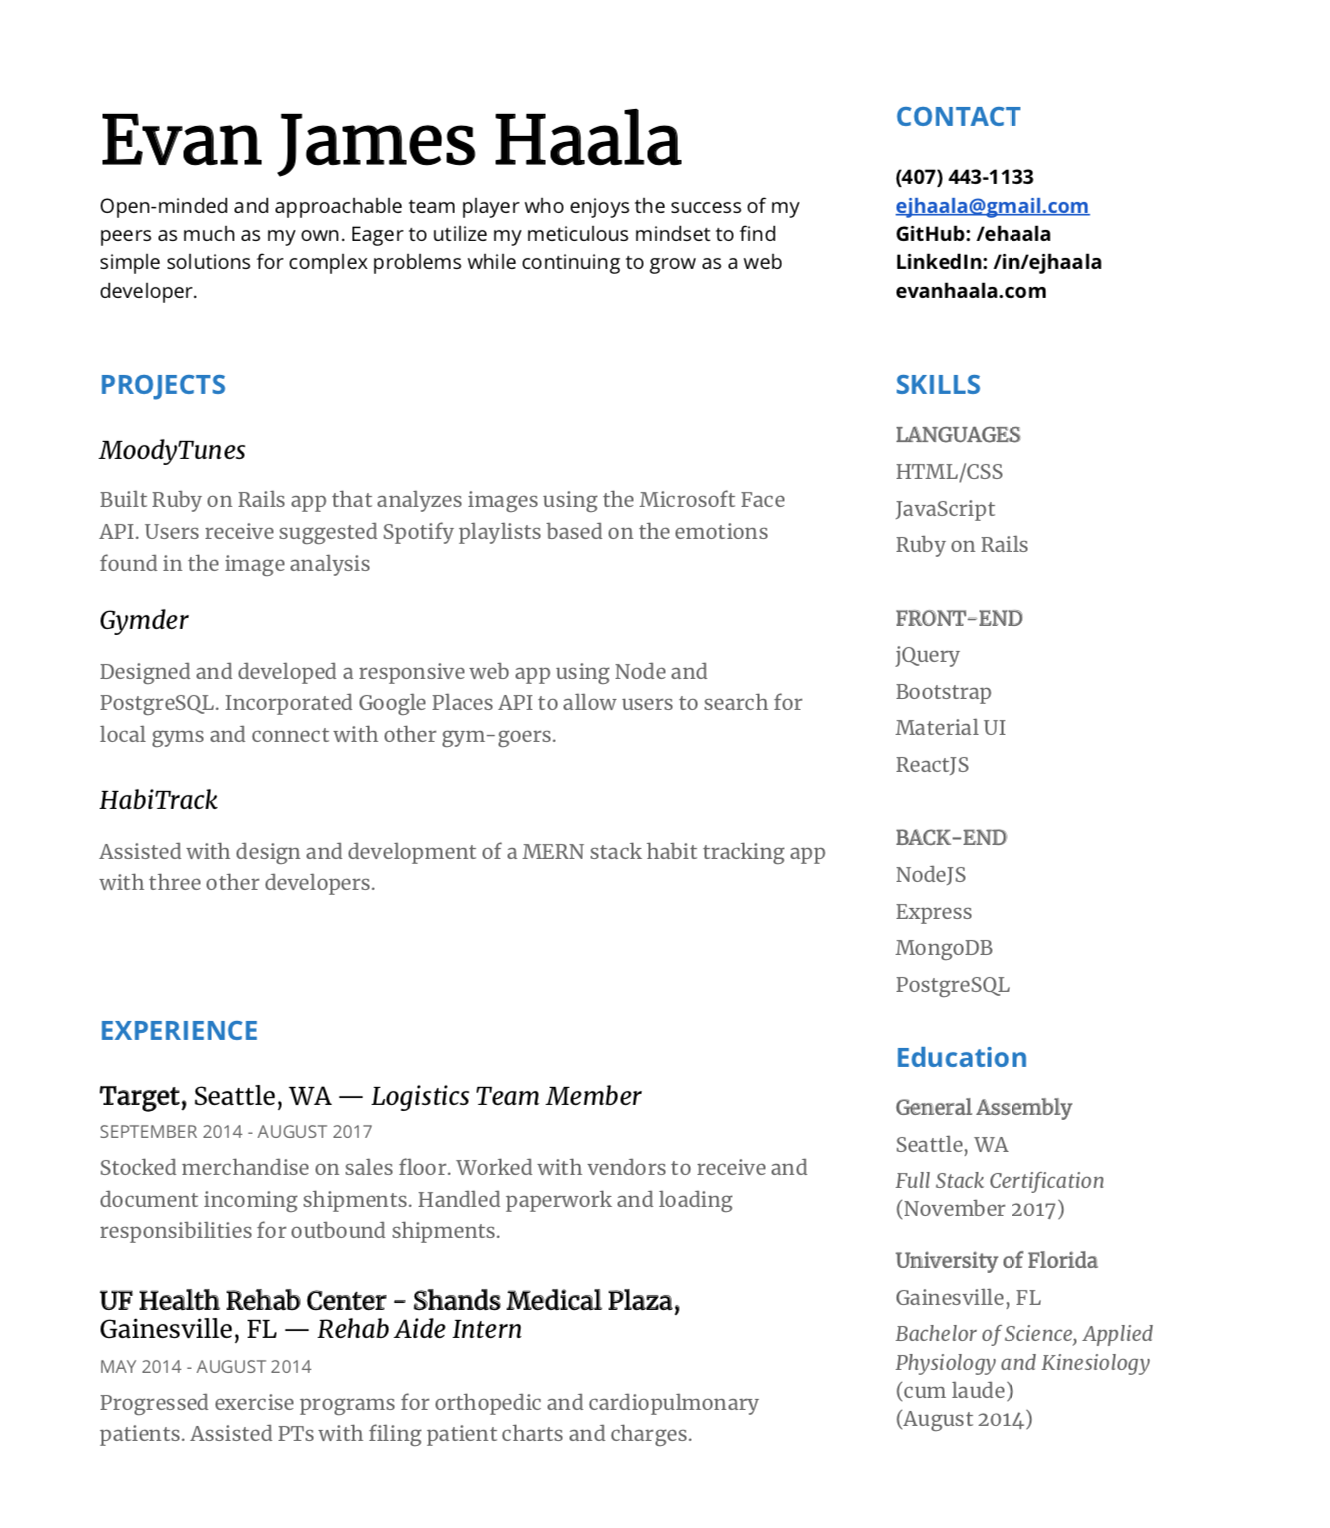 Evan James Haala
Open-minded and approachable team player who enjoys the success of my
peers as much as my own. Eager to utilize my meticulous mindset to find
simple solutions for complex problems while continuing to grow as a web
developer.
CONTACT
(407) 443-1133
ejhaala@gmail.com
GitHub: /ehaala
LinkedIn: /in/ejhaala
evanhaala.com
PROJECTS
MoodyTunes
Built Ruby on Rails app that analyzes images using the Microsoft Face
API. Users receive suggested Spotify playlists based on the emotions
found in the image analysis
Gymder
Designed and developed a responsive web app using Node and
PostgreSQL. Incorporated Google Places API to allow users to search for
local gyms and connect with other gym-goers.
HabiTrack
Assisted with design and development of a MERN stack habit tracking app
with three other developers.
EXPERIENCE
Target, Seattle, WA — Logistics Team Member
SEPTEMBER 2014 - AUGUST 2017
Stocked merchandise on sales floor. Worked with vendors to receive and
document incoming shipments. Handled paperwork and loading
responsibilities for outbound shipments.
UF Health Rehab Center - Shands Medical Plaza,
Gainesville, FL — Rehab Aide Intern
MAY 2014 - AUGUST 2014
Progressed exercise programs for orthopedic and cardiopulmonary
patients. Assisted PTs with filing patient charts and charges.
SKILLS
LANGUAGES
HTML/CSS
JavaScript
Ruby on Rails
FRONT-END
jQuery
Bootstrap
Material UI
ReactJS
BACK-END
NodeJS
Express
MongoDB
PostgreSQL
Education
General Assembly
Seattle, WA
Full Stack Certification
(November 2017)
University of Florida
Gainesville, FL
Bachelor of Science, Applied
Physiology and Kinesiology
(cum laude)
(August 2014)